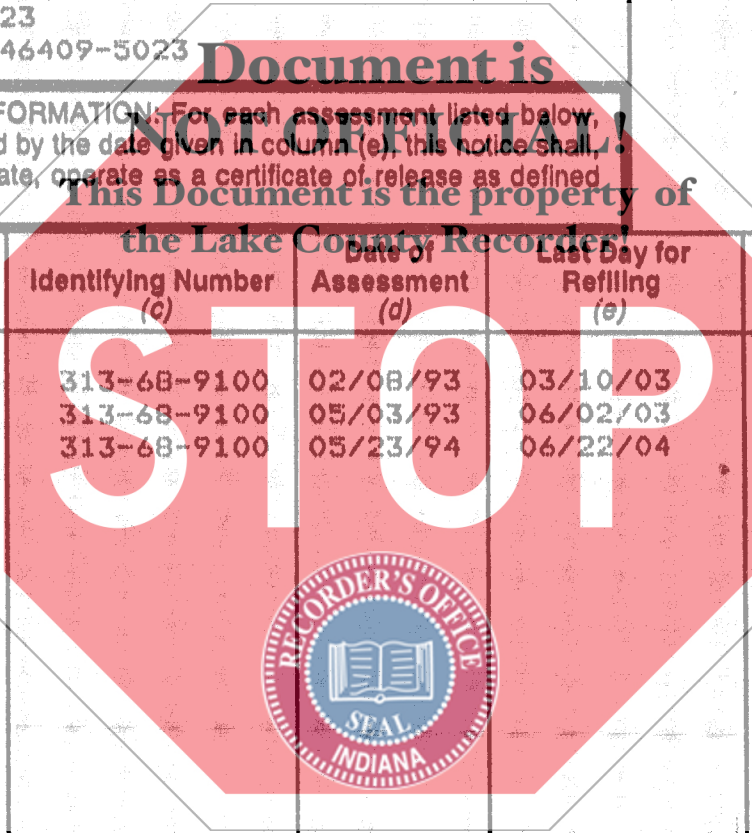 23
46409-5023
Document is
FORMATION: For each assessment listed below,
NOT OFFICIAL!
d by the date given in column (e), this notice shall,
ate, operate as a certificate of release as defined
This Document is the property of
the Lake County Recorder!
Identifying Number
(c)
Date of
Assessment
(d)
Last Day for
Refiling
(e)
313-68-9100 02/08/93 03/10/03
313-68-9100 05/03/93 06/02/03
313-68-9100 05/23/94 06/22/04
STOP
RECORDER'S OFFICE
SEAL
INDIANA